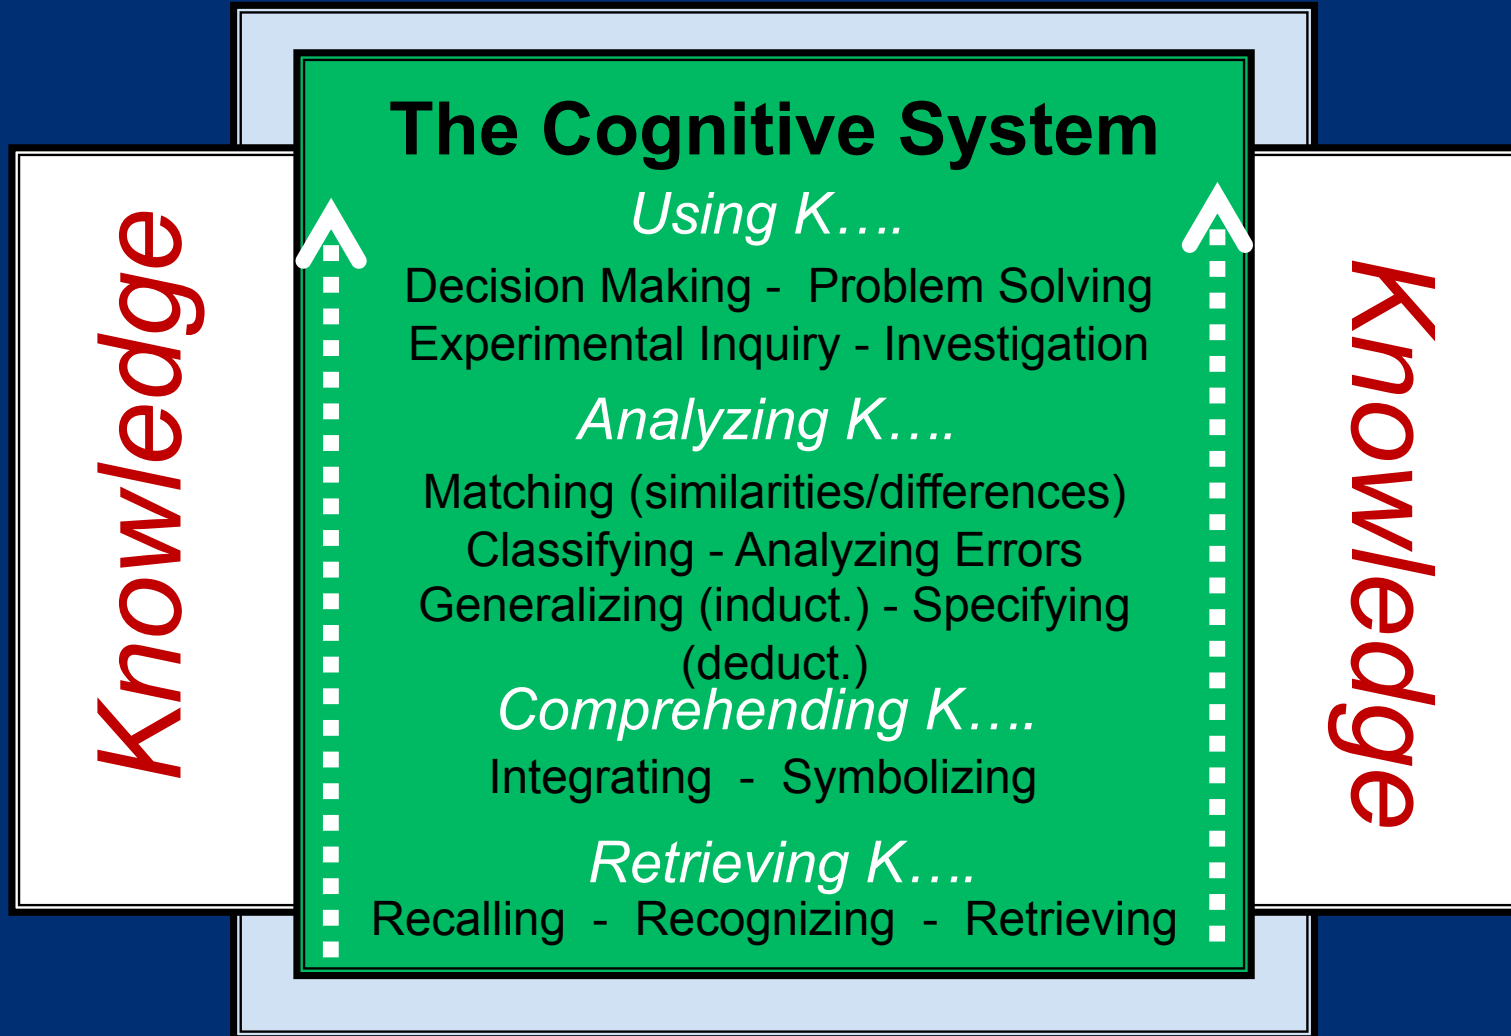 The Cognitive System
Using K….
Decision Making - Problem Solving
Experimental Inquiry - Investigation
Analyzing K….
Matching (similarities/differences)
Classifying - Analyzing Errors
Generalizing (induct.) - Specifying
(deduct.)
Comprehending K….
Integrating - Symbolizing
Retrieving K….
Recalling - Recognizing - Retrieving
Knowledge
Knowledge